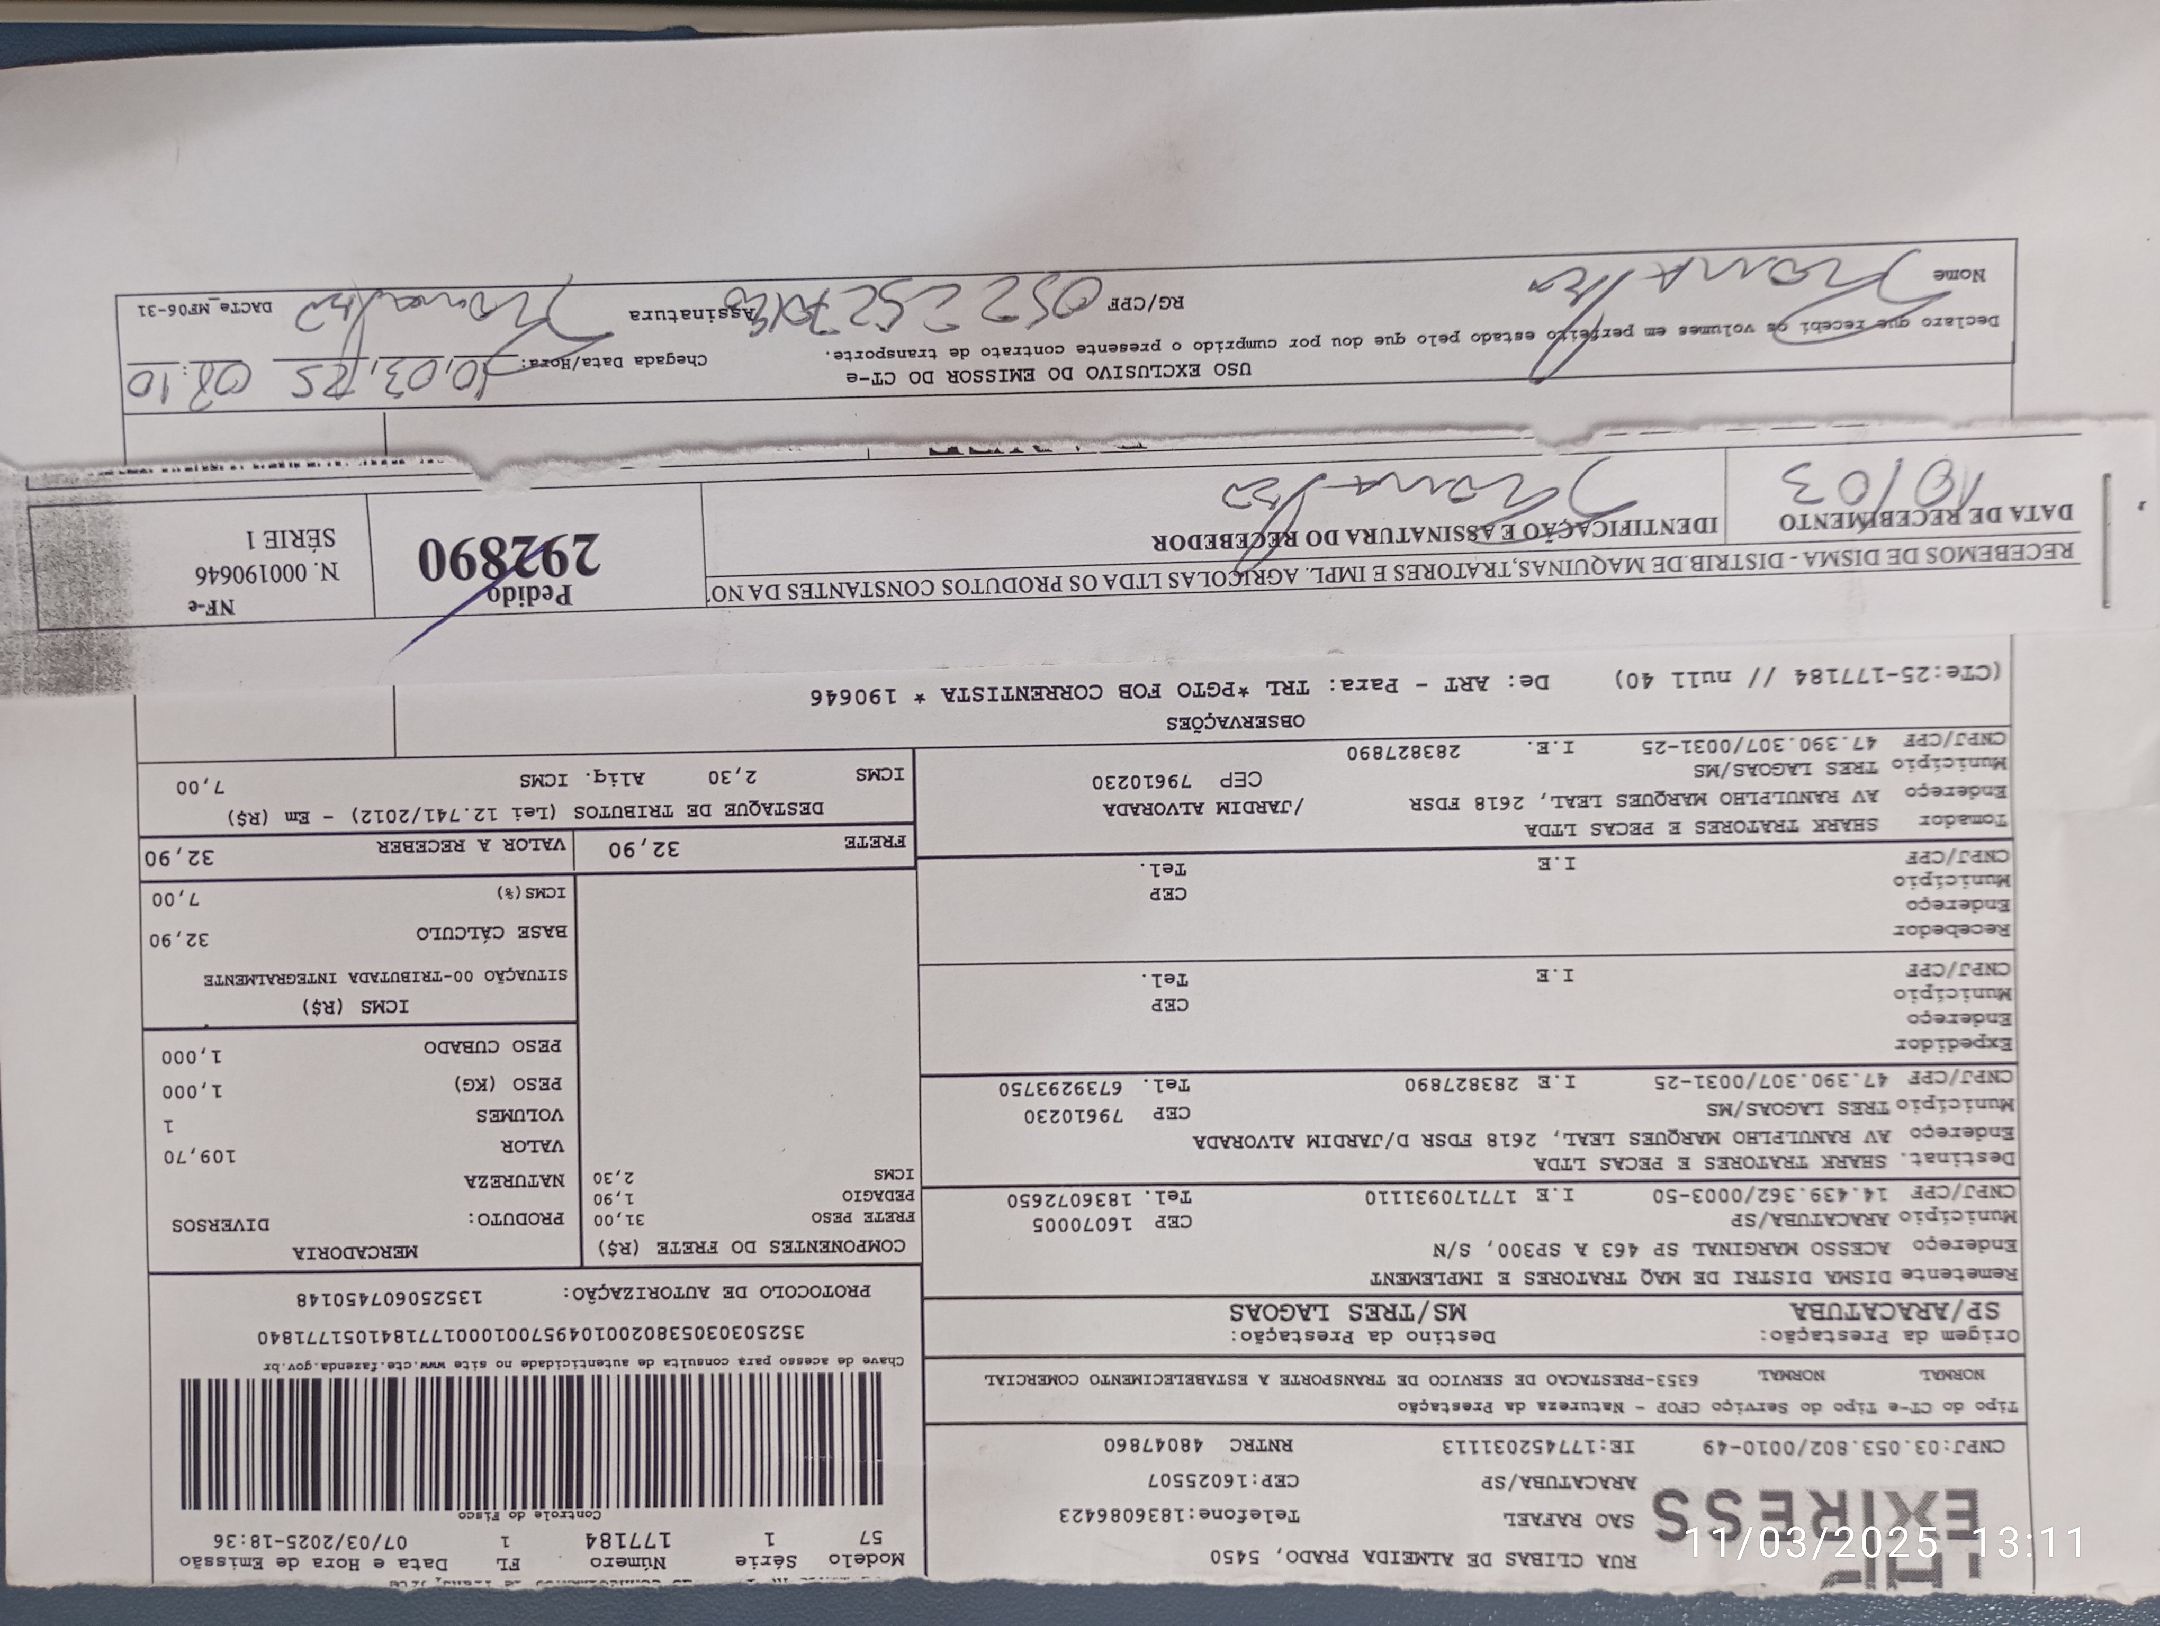 RUA CLIBAS DE ALMEIDA PRADO, 5450
SAO RAFAEL Telefone:1836086423
EXPRESS
ARACATUBA/SP CEP:16025507
CNPJ:03.053.802/0010-49 IE:177452031113 RNTRC 48047860
Modelo Série Número FL Data e Hora de Emissão
57 1 177184 1 07/03/2025-18:36
Controle do Fisco
Chave de acesso para consulta de autenticidade no site www.cte.fazenda.gov.br
35250303053802001049570010001771841051771840
PROTOCOLO DE AUTORIZAÇÃO: 135250607450148
Tipo do CT-e Tipo do Serviço CFOP - Natureza da Prestação
NORMAL NORMAL 6353-PRESTACAO DE SERVICO DE TRANSPORTE A ESTABELECIMENTO COMERCIAL
Origem da Prestação: Destino da Prestação:
SP/ARACATUBA MS/TRES LAGOAS
Remetente DISMA DISTRI DE MAQ TRATORES E IMPLEMENT
Endereço ACESSO MARGINAL SP 463 A SP300, S/N
Município ARACATUBA/SP CEP 16070005
CNPJ/CPF 14.439.362/0003-50 I.E 177170931110 Tel. 1836072650
Destinat. SHARK TRATORES E PECAS LTDA
Endereço AV RANULPLHO MARQUES LEAL, 2618 FDSR D/JARDIM ALVORADA
Município TRES LAGOAS/MS CEP 79610230
CNPJ/CPF 47.390.307/0031-25 I.E 283827890 Tel. 6739293750
Expedidor
Endereço
Município CEP
CNPJ/CPF I.E Tel.
Recebedor
Endereço
Município CEP
CNPJ/CPF I.E Tel.
Tomador SHARK TRATORES E PECAS LTDA
Endereço AV RANULPLHO MARQUES LEAL, 2618 FDSR /JARDIM ALVORADA
Município TRES LAGOAS/MS CEP 79610230
CNPJ/CPF 47.390.307/0031-25 I.E. 283827890
COMPONENTES DO FRETE (R$)
FRETE PESO 31,00
PEDAGIO 1,90
ICMS 2,30
MERCADORIA
PRODUTO: DIVERSOS
NATUREZA
VALOR 109,70
VOLUMES 1
PESO (KG) 1,000
PESO CUBADO 1,000
ICMS (R$)
SITUAÇÃO 00-TRIBUTADA INTEGRALMENTE
BASE CÁLCULO 32,90
ICMS(%) 7,00
FRETE 32,90 VALOR A RECEBER 32,90
DESTAQUE DE TRIBUTOS (Lei 12.741/2012) - Em (R$)
ICMS 2,30 Aliq. ICMS 7,00
OBSERVAÇÕES
(CTe:25-177184 // null 40) De: ART - Para: TRL *PGTO FOB CORRENTISTA * 190646
RECEBEMOS DE DISMA - DISTRIB.DE MAQUINAS,TRATORES E IMPL. AGRICOLAS LTDA OS PRODUTOS CONSTANTES DA NO
DATA DE RECEBIMENTO IDENTIFICAÇÃO E ASSINATURA DO RECEBEDOR
10/03
Pedido
292890
NF-e
N. 000190646
SÉRIE 1
USO EXCLUSIVO DO EMISSOR DO CT-e
Chegada Data/Hora: 10,03,25 08:10
Declaro que recebi os volumes em perfeito estado pelo que dou por cumprido o presente contrato de transporte.
Nome RG/CPF Assinatura DACTe_MF06-31
11/03/2025 13:11